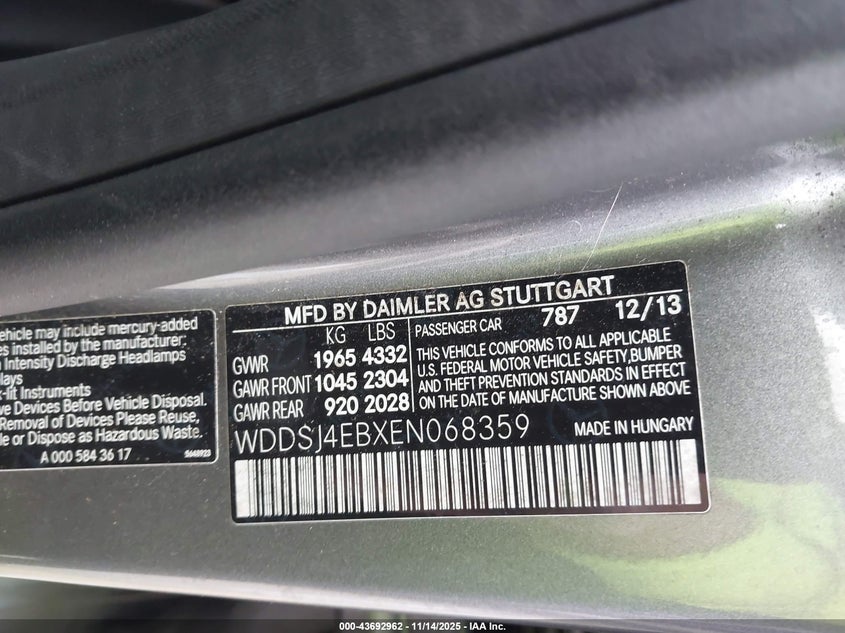 MFD BY DAIMLER AG STUTTGART
KG LBS
GVWR 1965 4332
GAWR FRONT 1045 2304
GAWR REAR 920 2028
PASSENGER CAR 787 12/13
THIS VEHICLE CONFORMS TO ALL APPLICABLE
U.S. FEDERAL MOTOR VEHICLE SAFETY,BUMPER
AND THEFT PREVENTION STANDARDS IN EFFECT
ON THE DATE OF MANUFACTURE SHOWN ABOVE
WDDSJ4EBXEN068359
MADE IN HUNGARY
ehicle may include mercury-added
es installed by the manufacturer:
Intensity Discharge Headlamps
plays
k-lit Instruments
ve Devices Before Vehicle Disposal.
Removal of Devices Please Reuse,
le or Dispose as Hazardous Waste.
A 000 584 36 17
000-43692962 - 11/14/2025 - IAA Inc.